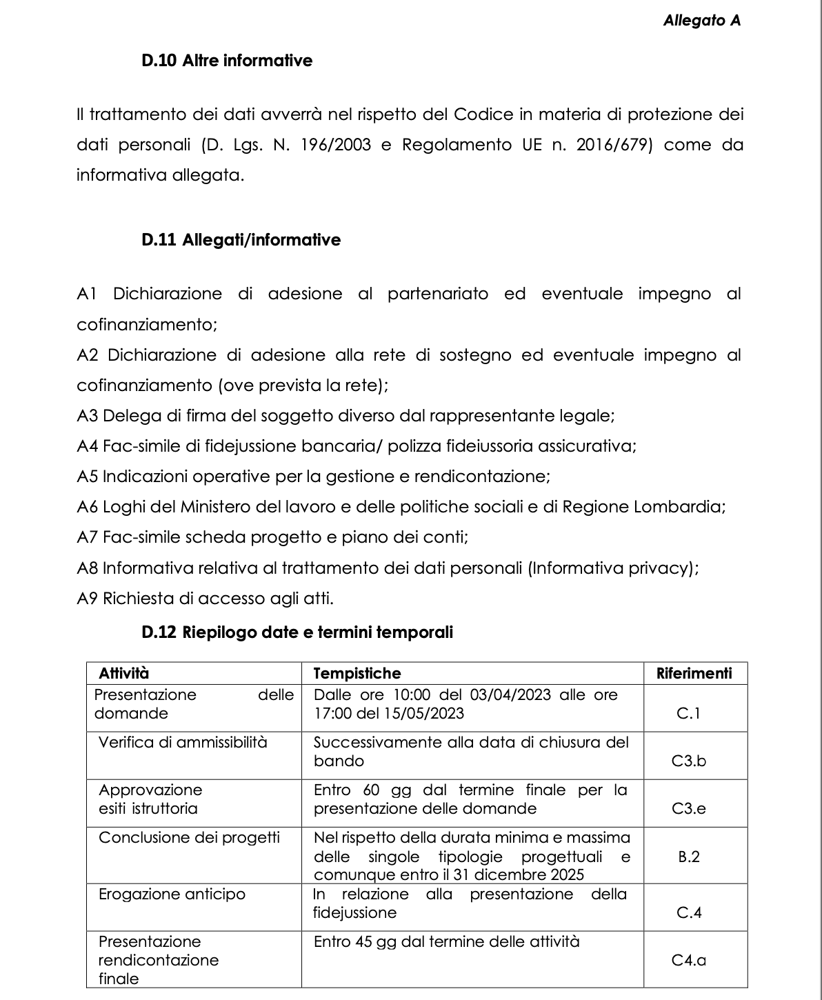 Allegato A
D.10 Altre informative
Il trattamento dei dati avverrà nel rispetto del Codice in materia di protezione dei
dati personali (D. Lgs. N. 196/2003 e Regolamento UE n. 2016/679) come da
informativa allegata.
D.11 Allegati/informative
A1 Dichiarazione di adesione al partenariato ed eventuale impegno al
cofinanziamento;
A2 Dichiarazione di adesione alla rete di sostegno ed eventuale impegno al
cofinanziamento (ove prevista la rete);
A3 Delega di firma del soggetto diverso dal rappresentante legale;
A4 Fac-simile di fidejussione bancaria/ polizza fideiussoria assicurativa;
A5 Indicazioni operative per la gestione e rendicontazione;
A6 Loghi del Ministero del lavoro e delle politiche sociali e di Regione Lombardia;
A7 Fac-simile scheda progetto e piano dei conti;
A8 Informativa relativa al trattamento dei dati personali (Informativa privacy);
A9 Richiesta di accesso agli atti.
D.12 Riepilogo date e termini temporali
Attività Tempistiche Riferimenti
Presentazione delle
domande
Dalle ore 10:00 del 03/04/2023 alle ore
17:00 del 15/05/2023
C.1
Verifica di ammissibilità
Successivamente alla data di chiusura del
bando
C3.b
Approvazione
esiti istruttoria
Entro 60 gg dal termine finale per la
presentazione delle domande
C3.e
Conclusione dei progetti
Nel rispetto della durata minima e massima
delle singole tipologie progettuali e
comunque entro il 31 dicembre 2025
B.2
Erogazione anticipo
In relazione alla presentazione della
fidejussione
C.4
Presentazione
rendicontazione
finale
Entro 45 gg dal termine delle attività
C4.a